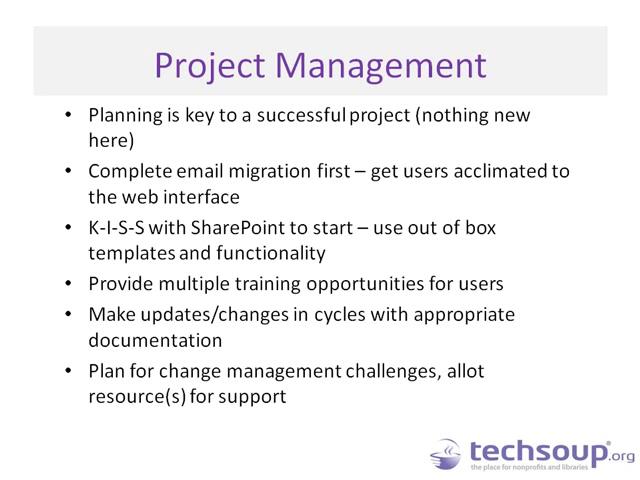 Project Management
• Planning is key to a successful project (nothing new
here)
• Complete email migration first – get users acclimated to
the web interface
• K-I-S-S with SharePoint to start – use out of box
templates and functionality
• Provide multiple training opportunities for users
• Make updates/changes in cycles with appropriate
documentation
• Plan for change management challenges, allot
resource(s) for support
techsoup®.org
the place for nonprofits and libraries